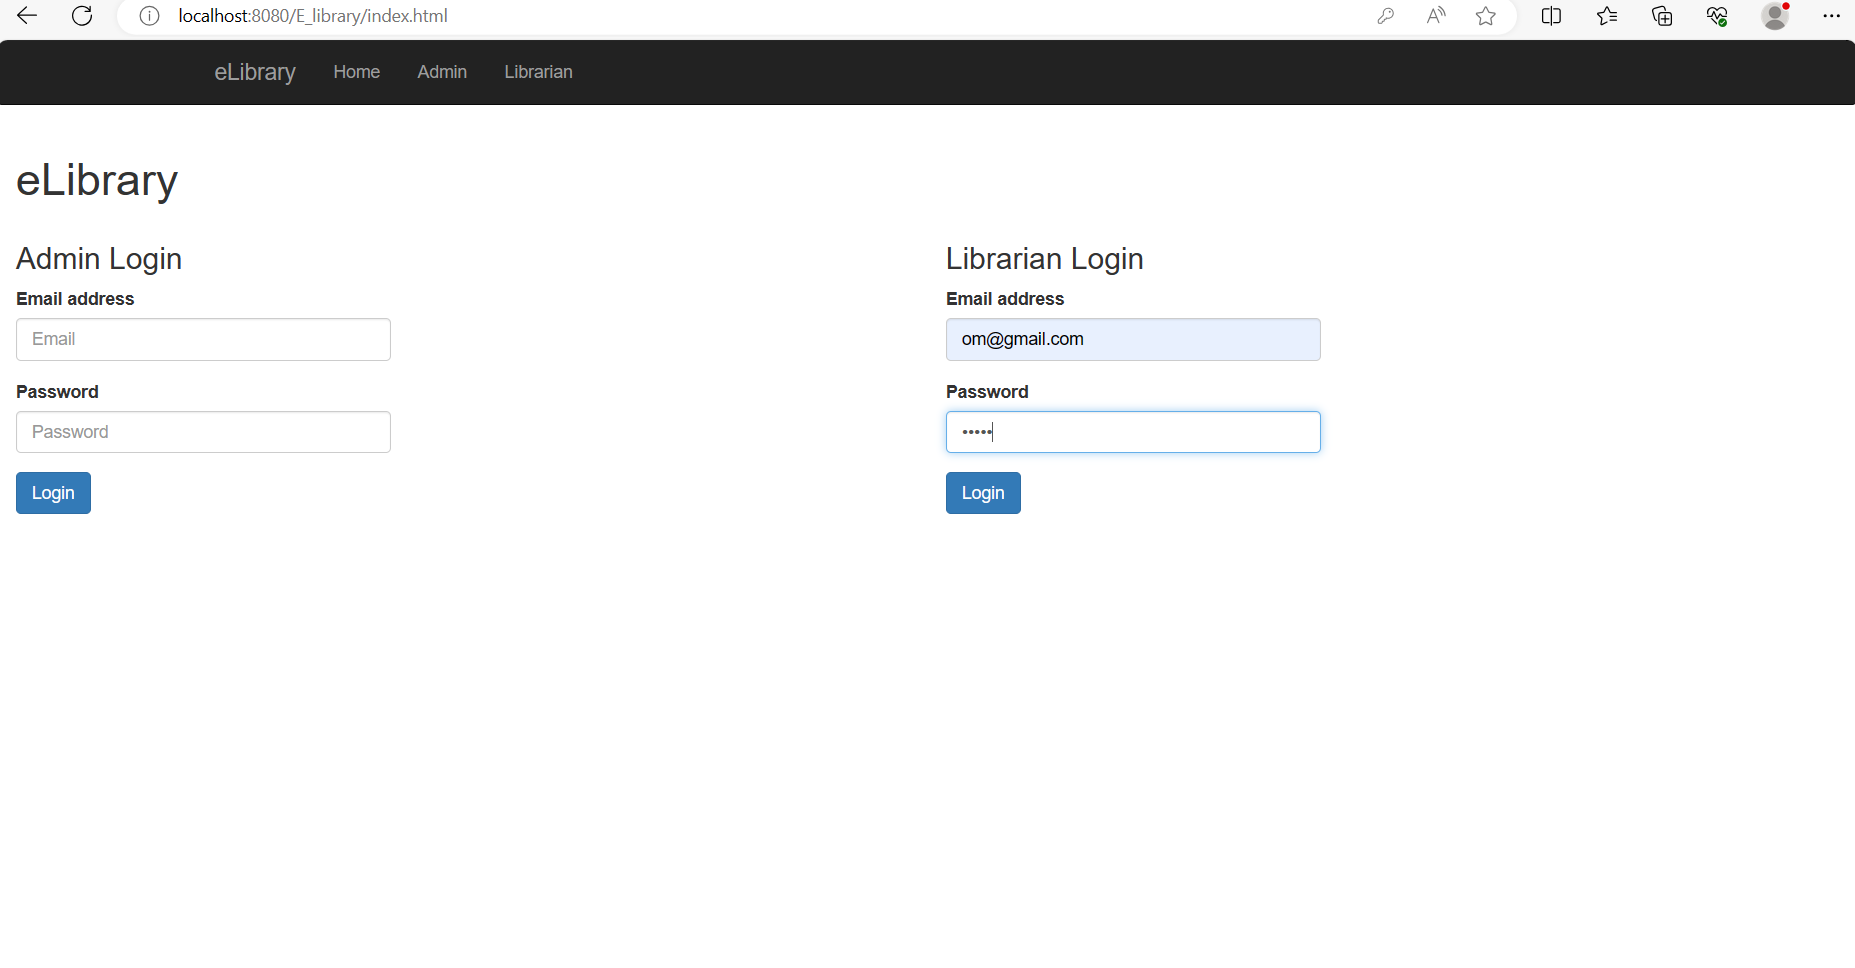 localhost:8080/E_library/index.html
eLibrary Home Admin Librarian
eLibrary
Admin Login
Email address
Email
Password
Password
Login
Librarian Login
Email address
om@gmail.com
Password
•••••
Login